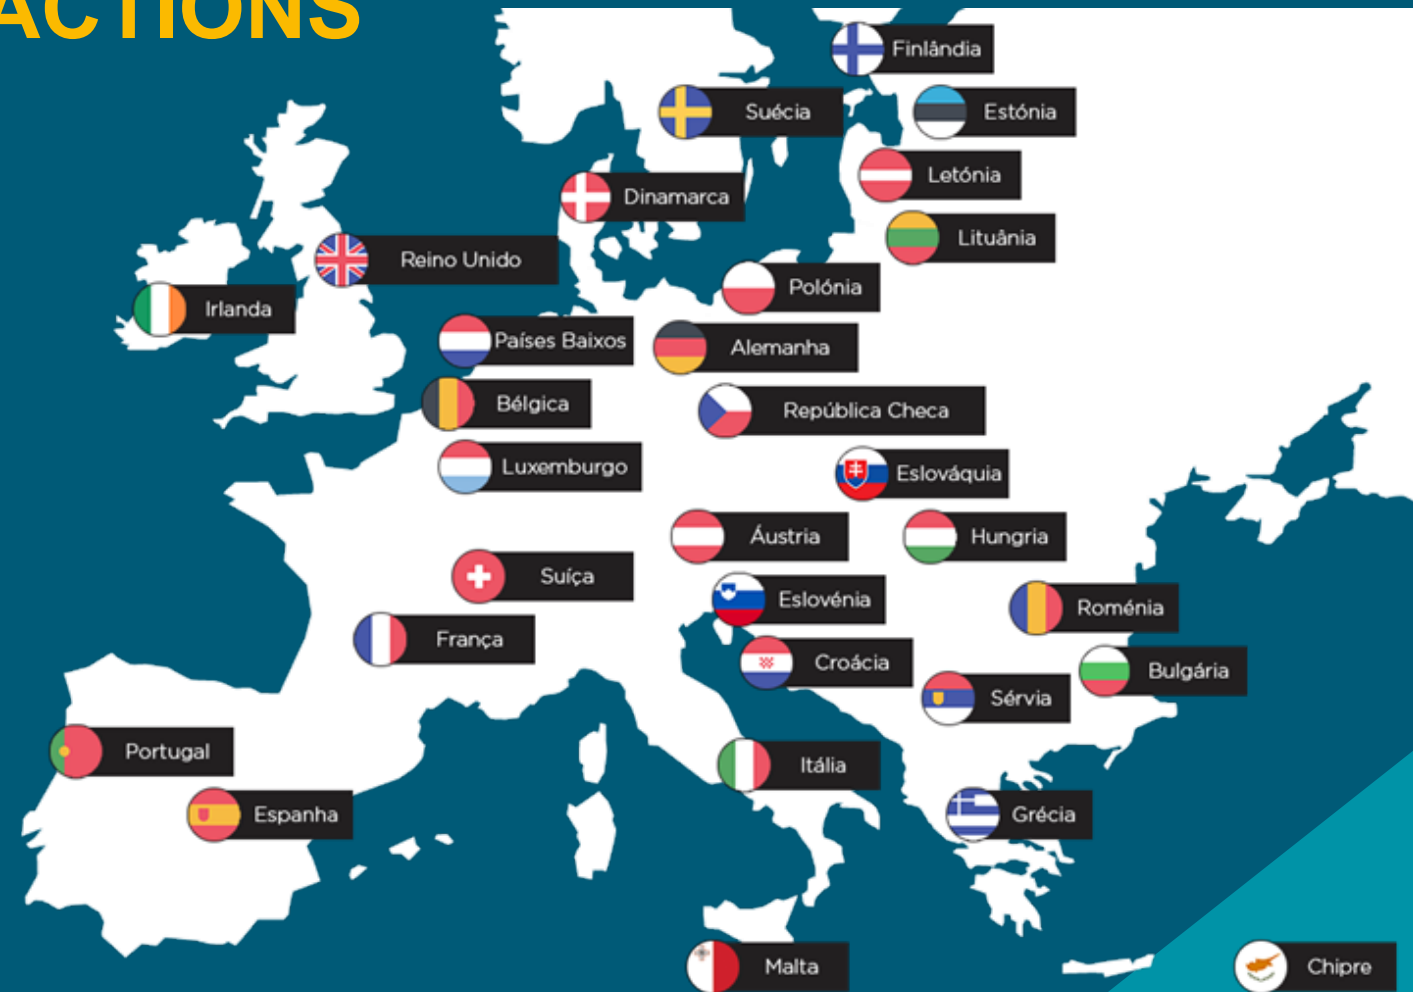 ACTIONS
Finlândia
Suécia
Estónia
Letónia
Dinamarca
Lituânia
Reino Unido
Polónia
Irlanda
Países Baixos
Alemanha
Bélgica
República Checa
Luxemburgo
Eslováquia
Áustria
Hungria
Suíça
Eslovénia
Roménia
França
Croácia
Bulgária
Sérvia
Portugal
Itália
Espanha
Grécia
Malta
Chipre